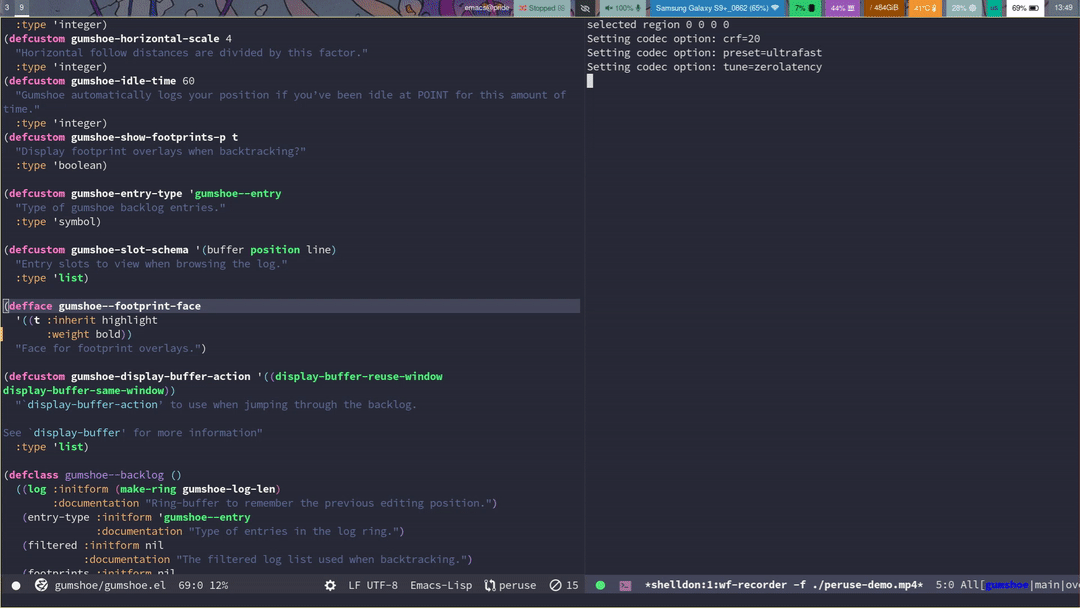 3 9 emacs@pride Stopped 100% Samsung Galaxy S9+_0862 (65%) 7% 44% / 484GiB 41°C 28% us 69% 13:49
:type 'integer)
(defcustom gumshoe-horizontal-scale 4
"Horizontal follow distances are divided by this factor."
:type 'integer)
(defcustom gumshoe-idle-time 60
"Gumshoe automatically logs your position if you've been idle at POINT for this amount of
time."
:type 'integer)
(defcustom gumshoe-show-footprints-p t
"Display footprint overlays when backtracking?"
:type 'boolean)
(defcustom gumshoe-entry-type 'gumshoe--entry
"Type of gumshoe backlog entries."
:type 'symbol)
(defcustom gumshoe-slot-schema '(buffer position line)
"Entry slots to view when browsing the log."
:type 'list)
(defface gumshoe--footprint-face
'((t :inherit highlight
:weight bold))
"Face for footprint overlays.")
(defcustom gumshoe-display-buffer-action '((display-buffer-reuse-window
display-buffer-same-window))
"`display-buffer-action' to use when jumping through the backlog.
See `display-buffer' for more information"
:type 'list)
(defclass gumshoe--backlog ()
((log :initform (make-ring gumshoe-log-len)
:documentation "Ring-buffer to remember the previous editing position.")
(entry-type :initform 'gumshoe--entry
:documentation "Type of entries in the log ring.")
(filtered :initform nil
:documentation "The filtered log list used when backtracking.")
(footprints :initform nil
gumshoe/gumshoe.el 69:0 12% LF UTF-8 Emacs-Lisp peruse 15
selected region 0 0 0 0
Setting codec option: crf=20
Setting codec option: preset=ultrafast
Setting codec option: tune=zerolatency
*shelldon:1:wf-recorder -f ./peruse-demo.mp4* 5:0 All[gumshoe|main|ove